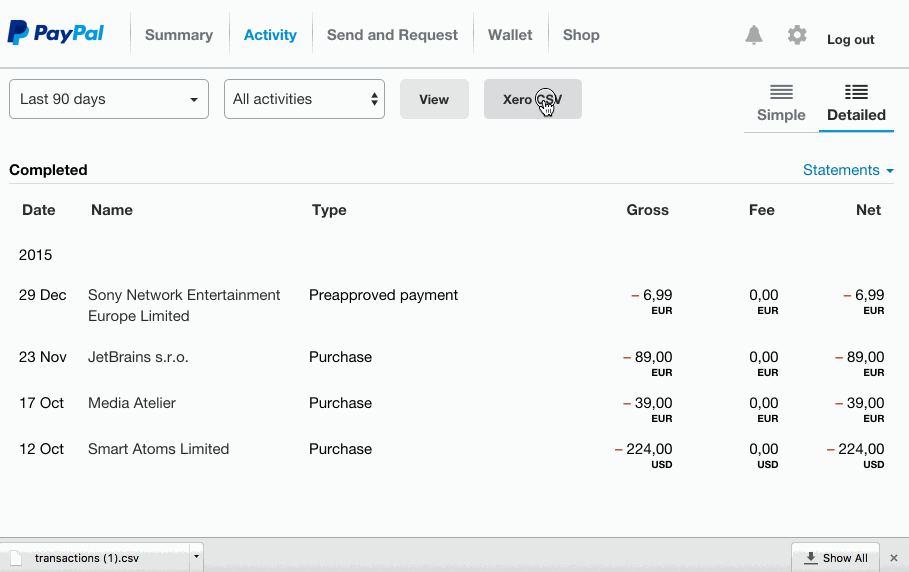 PayPal Summary Activity Send and Request Wallet Shop Log out
Last 90 days All activities View Xero CSV Simple Detailed
Completed Statements
Date Name Type Gross Fee Net
2015
29 Dec Sony Network Entertainment Preapproved payment – 6,99 0,00 – 6,99
Europe Limited EUR EUR EUR
23 Nov JetBrains s.r.o. Purchase – 89,00 0,00 – 89,00
EUR EUR EUR
17 Oct Media Atelier Purchase – 39,00 0,00 – 39,00
EUR EUR EUR
12 Oct Smart Atoms Limited Purchase – 224,00 0,00 – 224,00
USD USD USD
transactions (1).csv Show All